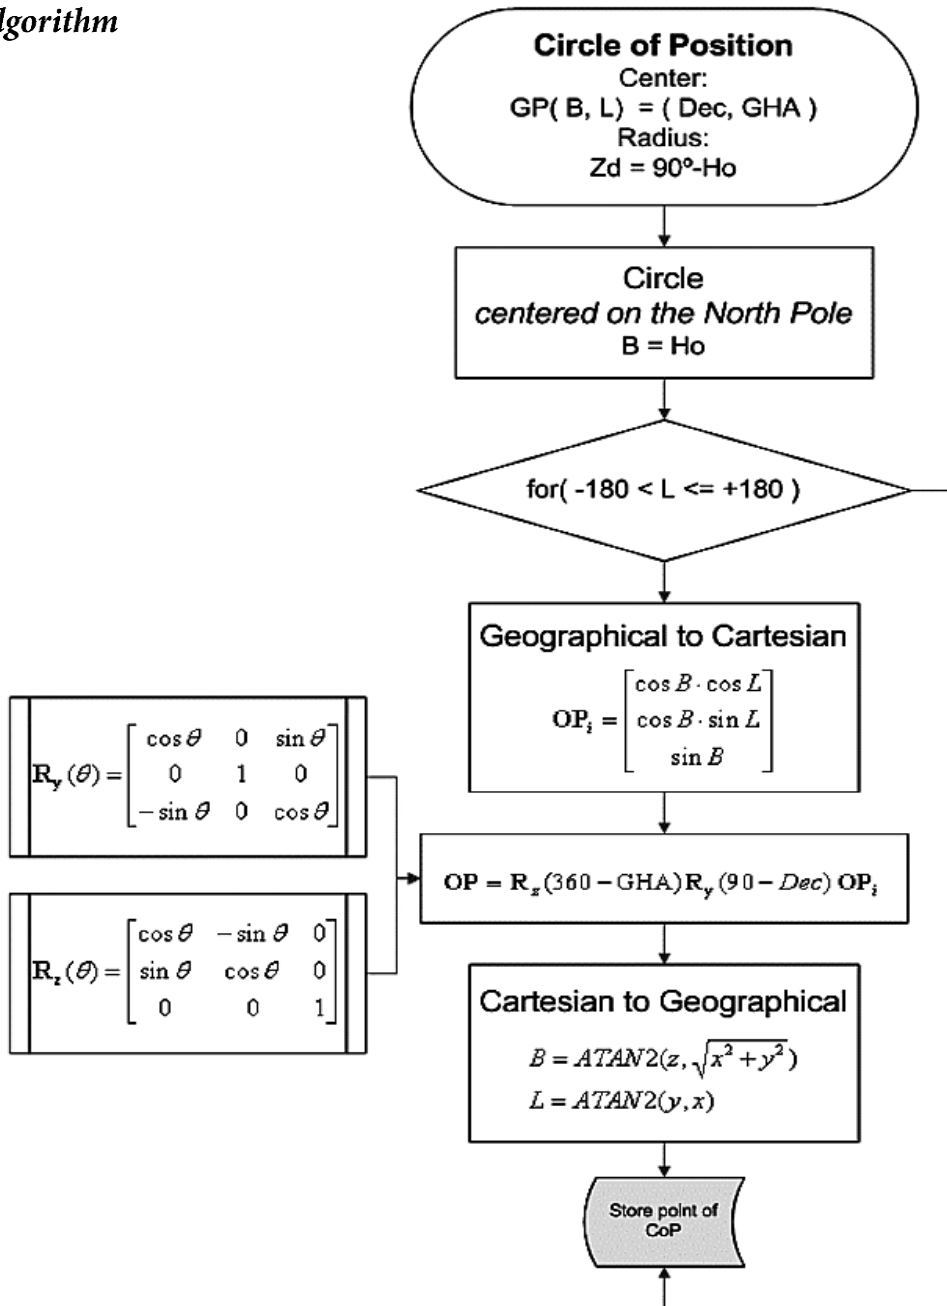 lgorithm
Circle of Position
Center:
GP( B, L) = ( Dec, GHA )
Radius:
Zd = 90º-Ho
Circle
centered on the North Pole
B = Ho
for( -180 < L <= +180 )
Geographical to Cartesian
OPᵢ = [cos B · cos L
cos B · sin L
sin B]
R_y(θ) = [cos θ 0 sin θ
0 1 0
− sin θ 0 cos θ]
OP = R_z(360 − GHA) R_y(90 − Dec) OPᵢ
R_z(θ) = [cos θ − sin θ 0
sin θ cos θ 0
0 0 1]
Cartesian to Geographical
B = ATAN2(z, √x² + y²)
L = ATAN2(y, x)
Store point of
CoP